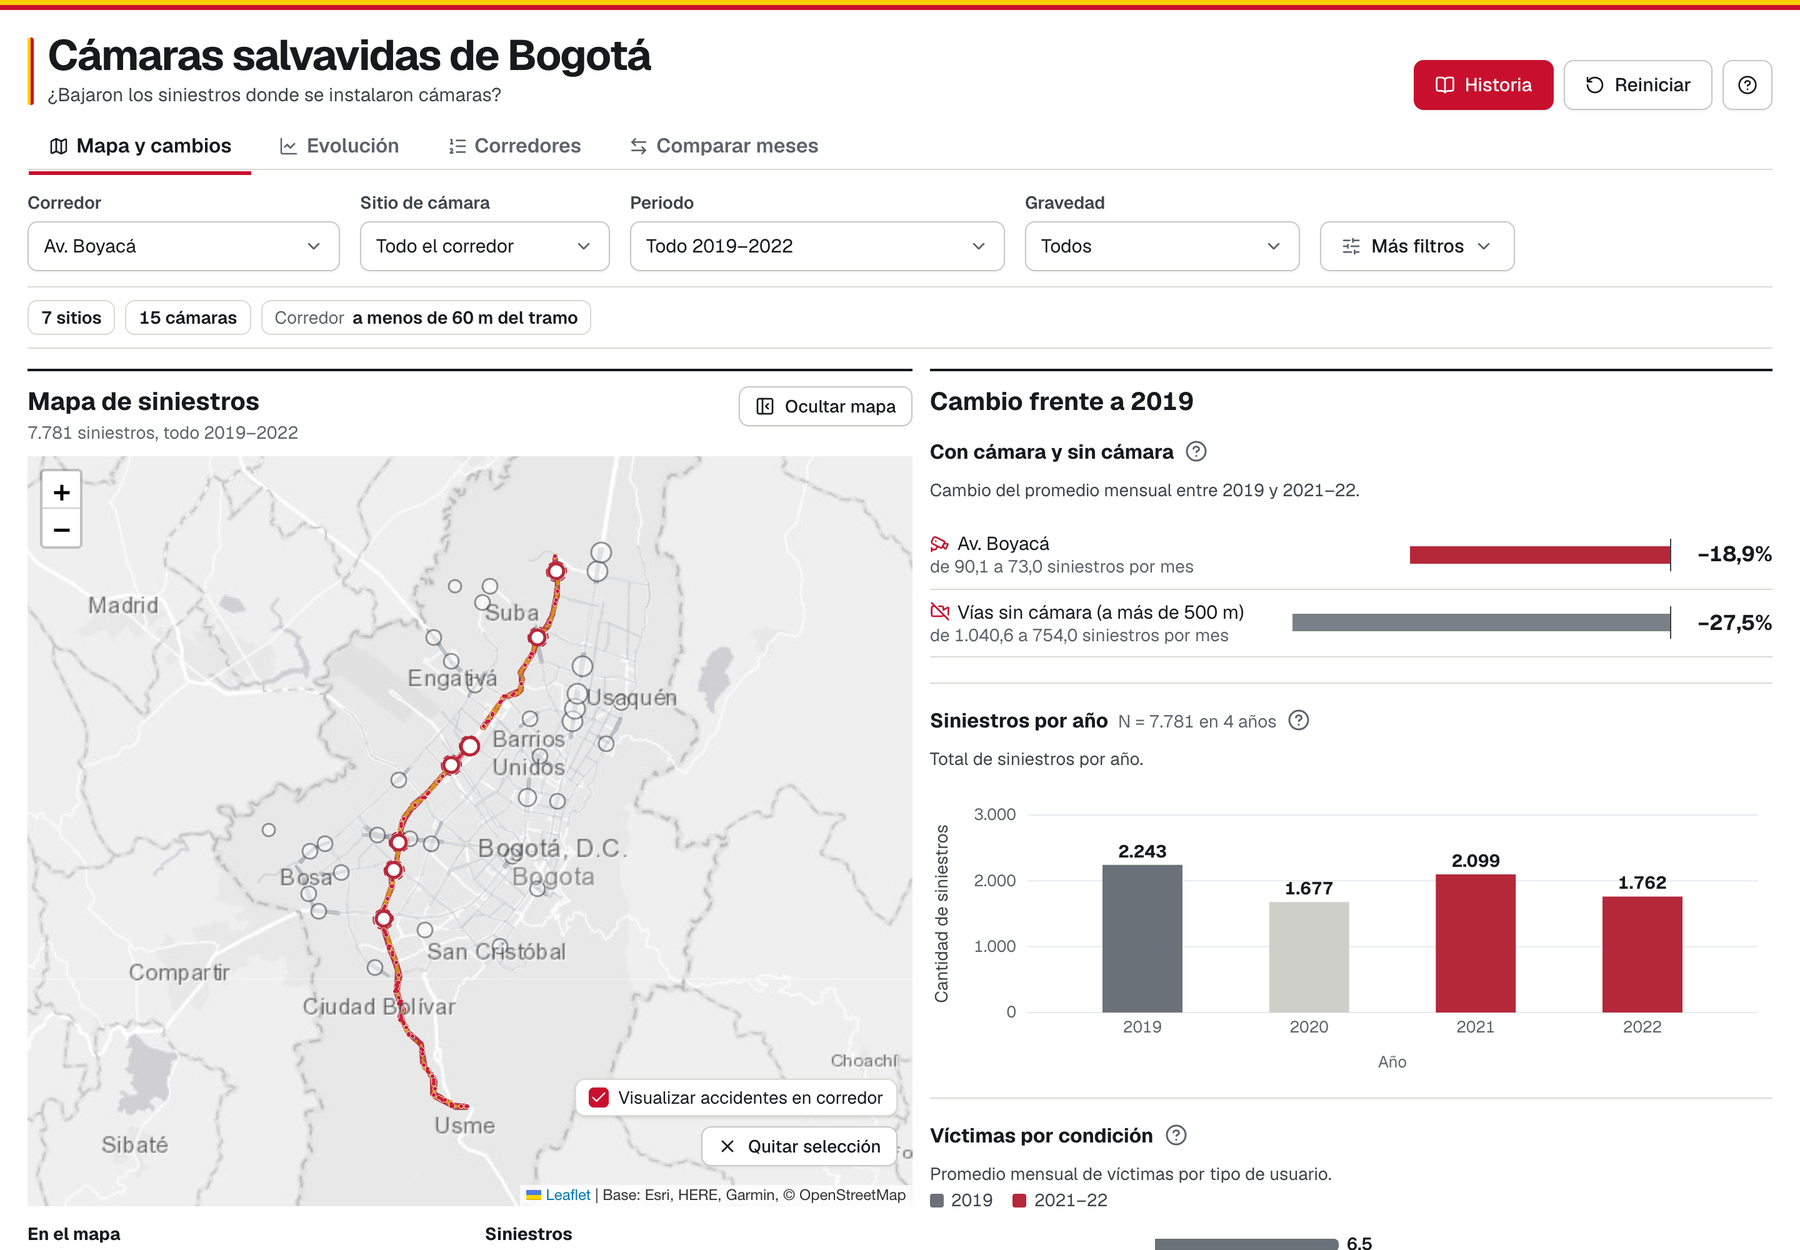 Cámaras salvavidas de Bogotá
¿Bajaron los siniestros donde se instalaron cámaras?
Historia
Reiniciar
Mapa y cambios
Evolución
Corredores
Comparar meses
Corredor
Sitio de cámara
Periodo
Gravedad
Av. Boyacá
Todo el corredor
Todo 2019–2022
Todos
Más filtros
7 sitios
15 cámaras
Corredor a menos de 60 m del tramo
Mapa de siniestros
7.781 siniestros, todo 2019–2022
Ocultar mapa
+
−
Madrid
Suba
Engativá
Usaquén
Barrios
Unidos
Bogotá, D.C.
Bogota
Bosa
San Cristóbal
Compartir
Ciudad Bolívar
Choachí
Usme
Sibaté
Fo
Visualizar accidentes en corredor
Quitar selección
Leaflet | Base: Esri, HERE, Garmin, © OpenStreetMap
En el mapa
Siniestros
Cambio frente a 2019
Con cámara y sin cámara
Cambio del promedio mensual entre 2019 y 2021–22.
Av. Boyacá
de 90,1 a 73,0 siniestros por mes
−18,9%
Vías sin cámara (a más de 500 m)
de 1.040,6 a 754,0 siniestros por mes
−27,5%
Siniestros por año N = 7.781 en 4 años
Total de siniestros por año.
Cantidad de siniestros
3.000
2.000
1.000
0
2.243
1.677
2.099
1.762
2019
2020
2021
2022
Año
Víctimas por condición
Promedio mensual de víctimas por tipo de usuario.
2019
2021–22
6,5